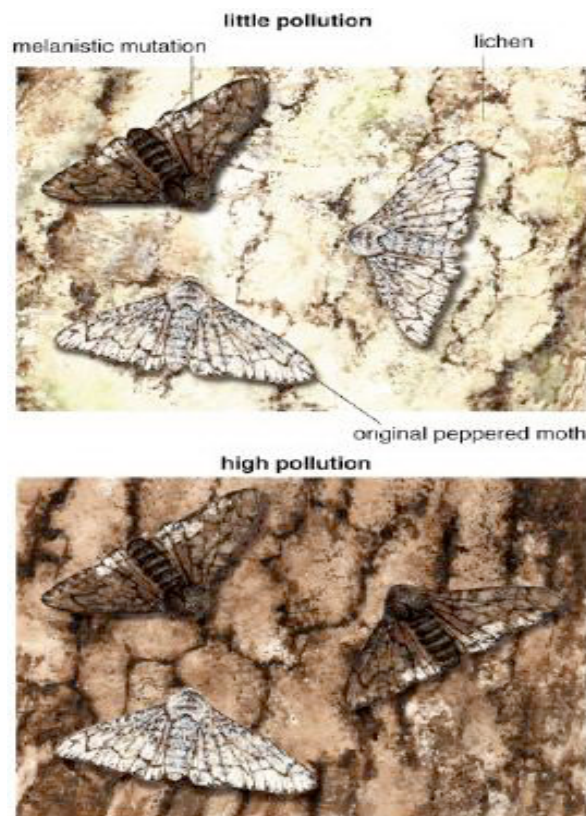 little pollution
melanistic mutation
lichen
original peppered moth
high pollution